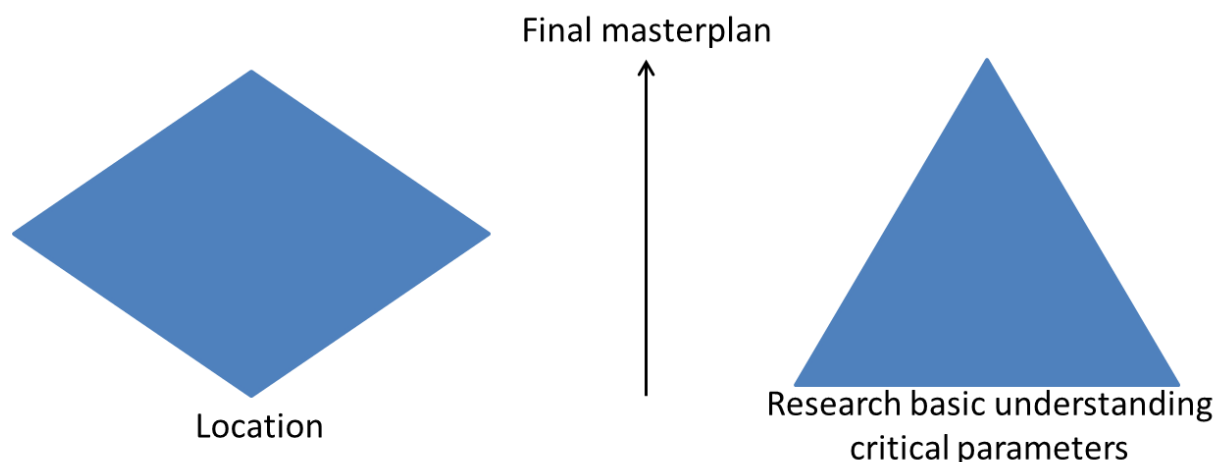 Final masterplan
Location
Research basic understanding
critical parameters